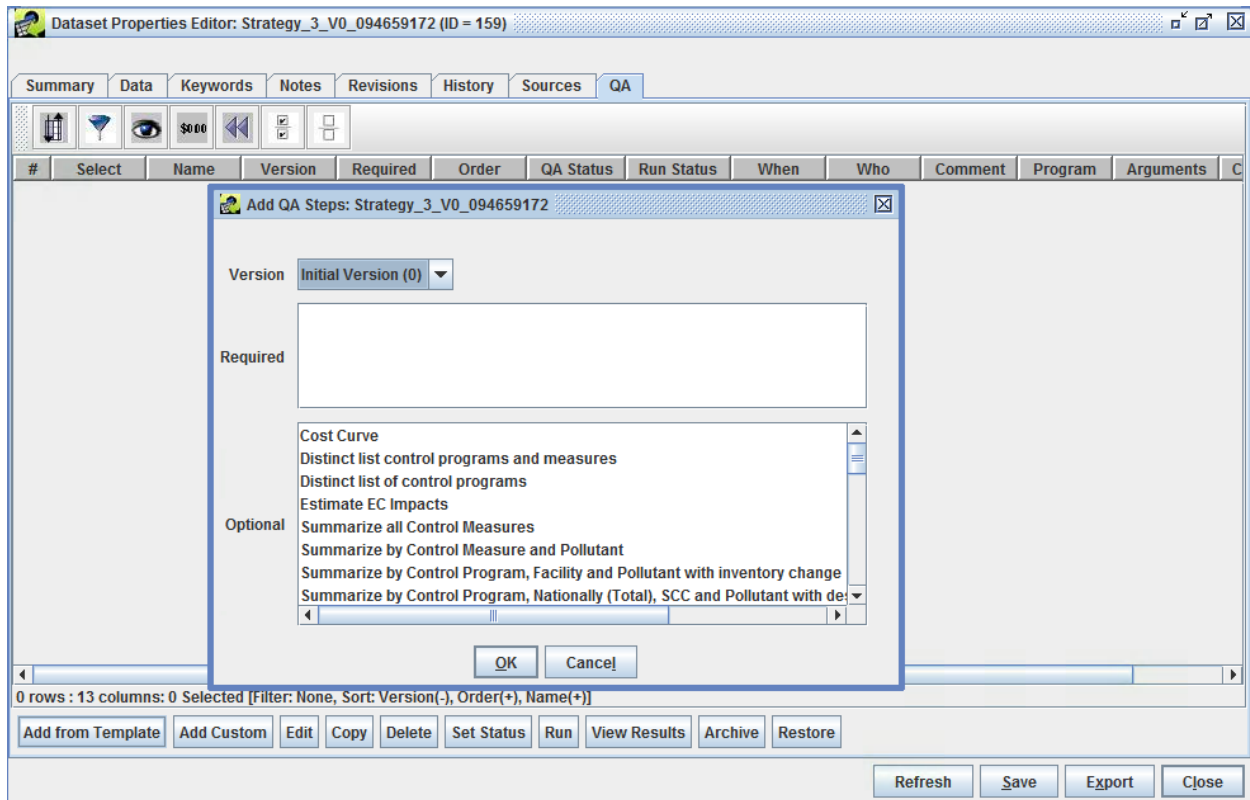 Dataset Properties Editor: Strategy_3_V0_094659172 (ID = 159)
Summary Data Keywords Notes Revisions History Sources QA
$0.00
# Select Name Version Required Order QA Status Run Status When Who Comment Program Arguments C
Add QA Steps: Strategy_3_V0_094659172
Version Initial Version (0)
Required
Optional
Cost Curve
Distinct list control programs and measures
Distinct list of control programs
Estimate EC Impacts
Summarize all Control Measures
Summarize by Control Measure and Pollutant
Summarize by Control Program, Facility and Pollutant with inventory change
Summarize by Control Program, Nationally (Total), SCC and Pollutant with des
OK Cancel
0 rows : 13 columns: 0 Selected [Filter: None, Sort: Version(-), Order(+), Name(+)]
Add from Template Add Custom Edit Copy Delete Set Status Run View Results Archive Restore
Refresh Save Export Close